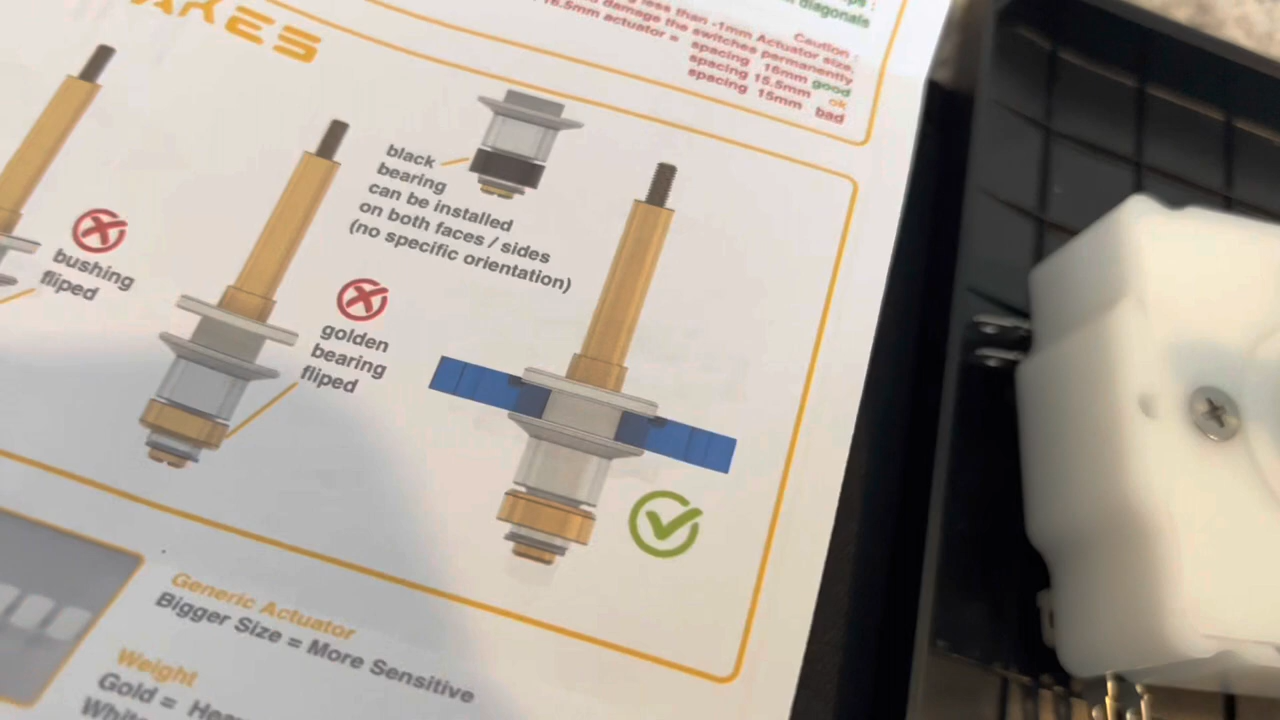 diagonals
Caution :
less than -1mm Actuator size,
damage the switches permanently
16.5mm actuator = spacing 16mm good
spacing 15.5mm ok
spacing 15mm bad
black
bearing
can be installed
on both faces / sides
(no specific orientation)
bushing
fliped
golden
bearing
fliped
Generic Actuator
Bigger Size = More Sensitive
Weight
Gold =